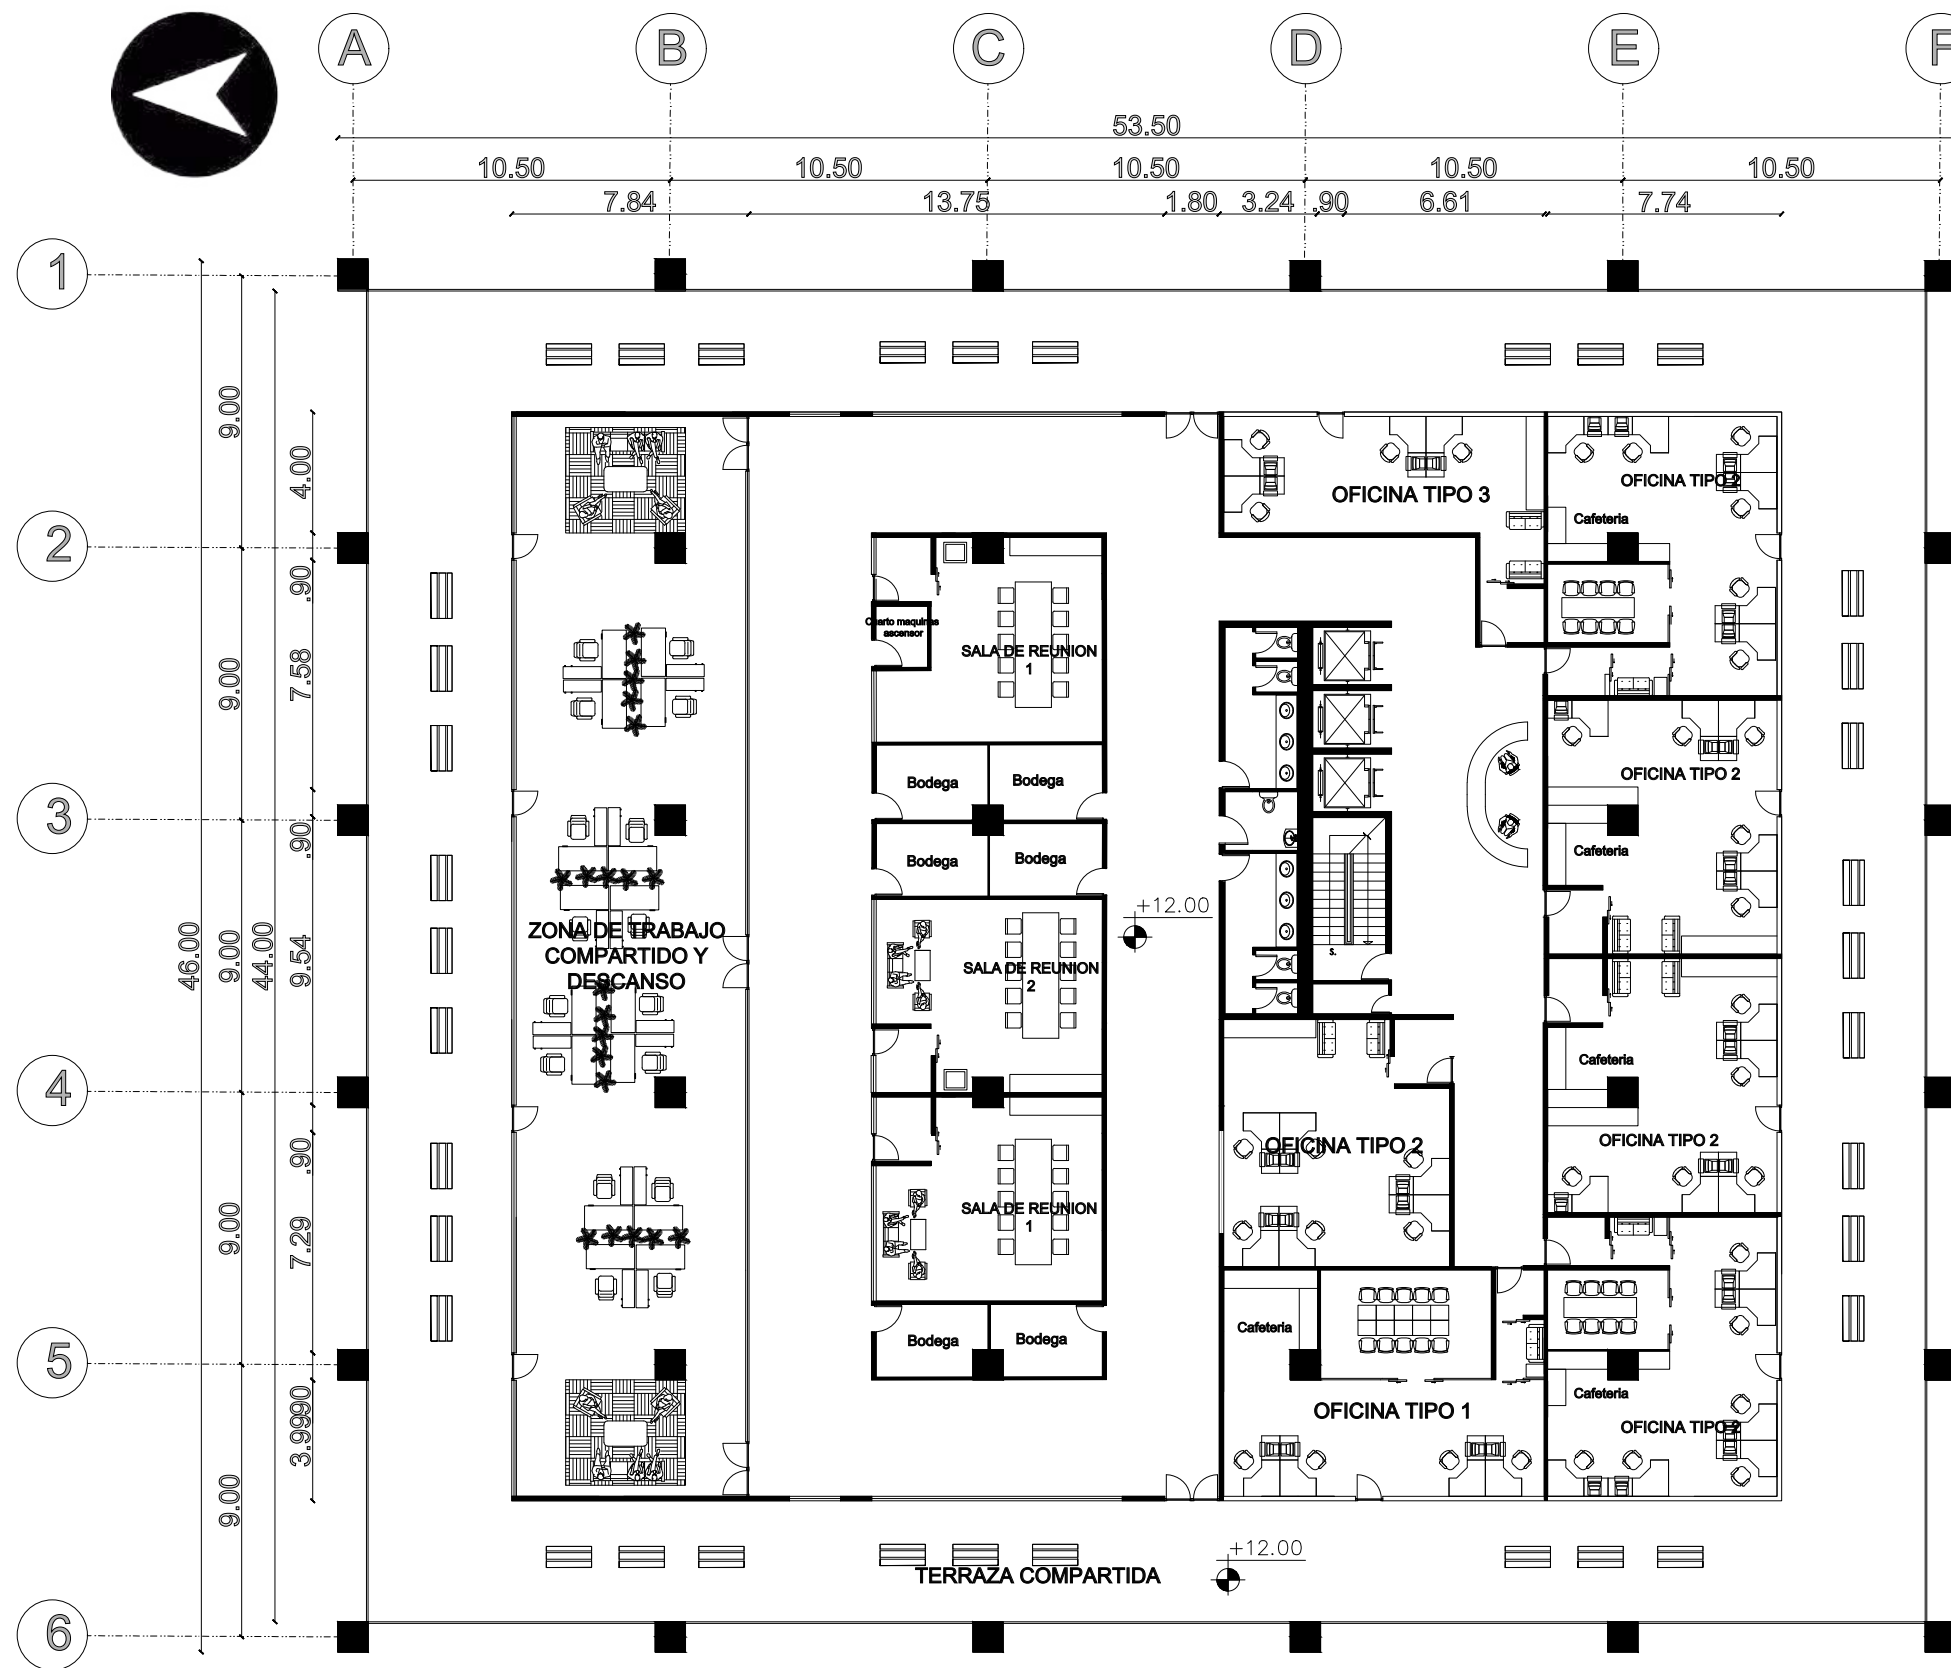 A B C D E F
53.50
10.50 10.50 10.50 10.50 10.50
7.84 13.75 1.80 3.24 .90 6.61 7.74
1
2
3
4
5
6
46.00
9.00
9.00
9.00
9.00
9.00
44.00
4.00
.90
7.58
.90
9.54
.90
7.29
3.9990
OFICINA TIPO 3
OFICINA TIPO 2
Cafeteria
Cuarto maquinas
ascensor
SALA DE REUNION
1
Bodega
Bodega
OFICINA TIPO 2
Cafeteria
Bodega
Bodega
+12.00
ZONA DE TRABAJO
COMPARTIDO Y
DESCANSO
SALA DE REUNION
2
S.
Cafeteria
OFICINA TIPO 2
OFICINA TIPO 2
SALA DE REUNION
1
Bodega
Bodega
Cafeteria
OFICINA TIPO 1
Cafeteria
OFICINA TIPO 2
+12.00
TERRAZA COMPARTIDA